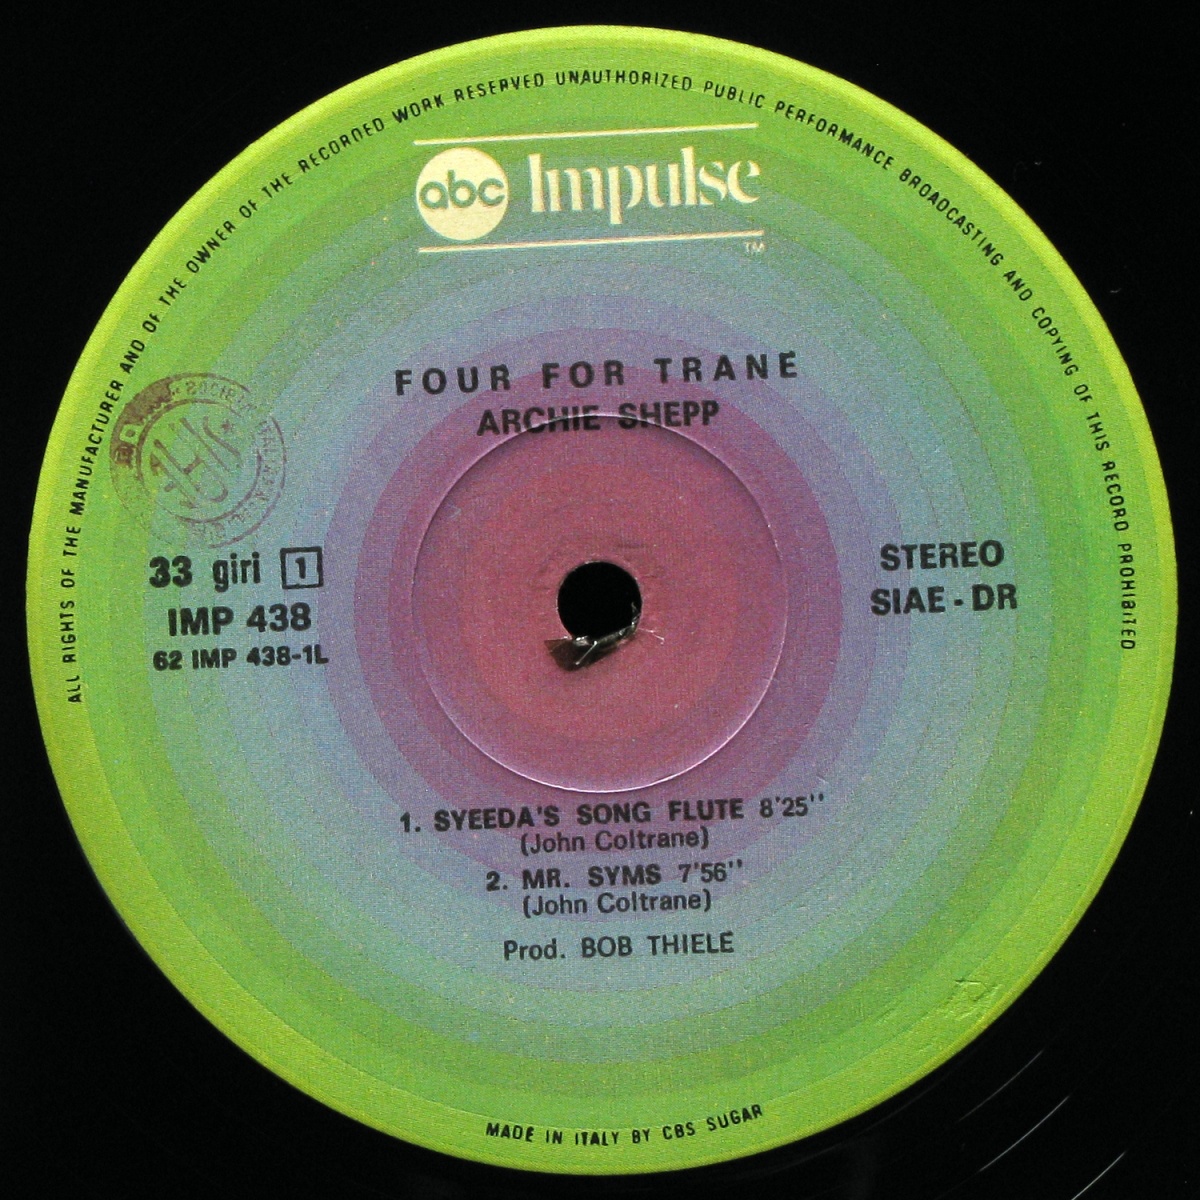 ALL RIGHTS OF THE MANUFACTURER AND OF THE OWNER OF THE RECORDED WORK RESERVED UNAUTHORIZED PUBLIC PERFORMANCE BROADCASTING AND COPYING OF THIS RECORD PROHIBITED
abc Impulse
TM
FOUR FOR TRANE
ARCHIE SHEPP
33 giri 1
IMP 438
62 IMP 438-1L
STEREO
SIAE - DR
1. SYEEDA'S SONG FLUTE 8'25''
(John Coltrane)
2. MR. SYMS 7'56''
(John Coltrane)
Prod. BOB THIELE
MADE IN ITALY BY CBS SUGAR